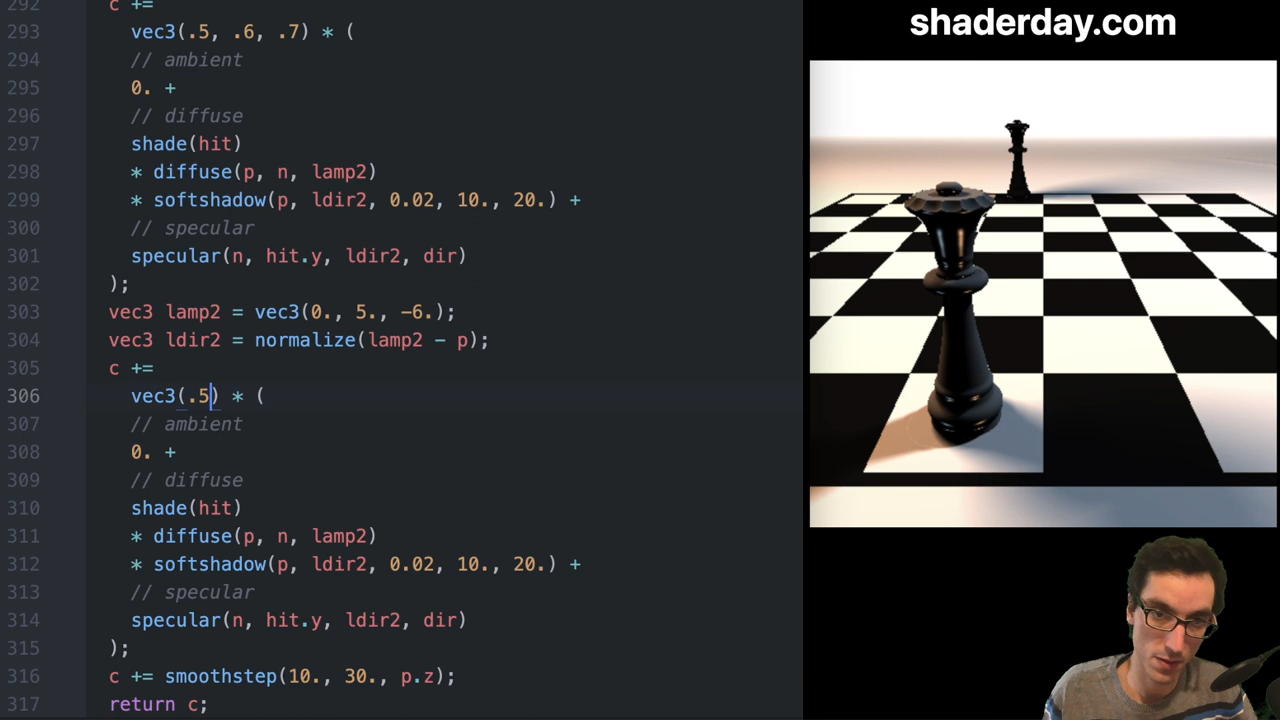 292 c +=
293 vec3(.5, .6, .7) * (
294 // ambient
295 0. +
296 // diffuse
297 shade(hit)
298 * diffuse(p, n, lamp2)
299 * softshadow(p, ldir2, 0.02, 10., 20.) +
300 // specular
301 specular(n, hit.y, ldir2, dir)
302 );
303 vec3 lamp2 = vec3(0., 5., -6.);
304 vec3 ldir2 = normalize(lamp2 - p);
305 c +=
306 vec3(.5) * (
307 // ambient
308 0. +
309 // diffuse
310 shade(hit)
311 * diffuse(p, n, lamp2)
312 * softshadow(p, ldir2, 0.02, 10., 20.) +
313 // specular
314 specular(n, hit.y, ldir2, dir)
315 );
316 c += smoothstep(10., 30., p.z);
317 return c;
shaderday.com